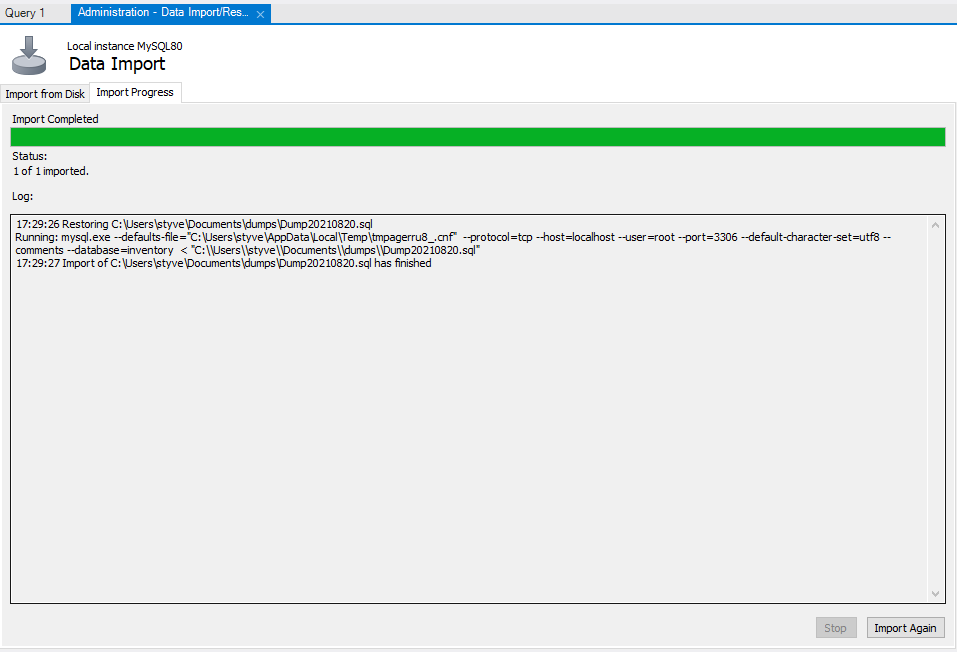 Query 1
Administration - Data Import/Res...
Local instance MySQL80
Data Import
Import from Disk
Import Progress
Import Completed
Status:
1 of 1 imported.
Log:
17:29:26 Restoring C:\Users\styve\Documents\dumps\Dump20210820.sql
Running: mysql.exe --defaults-file="C:\Users\styve\AppData\Local\Temp\tmpagerru8_.cnf"  --protocol=tcp --host=localhost --user=root --port=3306 --default-character-set=utf8 --
comments --database=inventory  < "C:\\Users\\styve\\Documents\\dumps\\Dump20210820.sql"
17:29:27 Import of C:\Users\styve\Documents\dumps\Dump20210820.sql has finished
Stop
Import Again